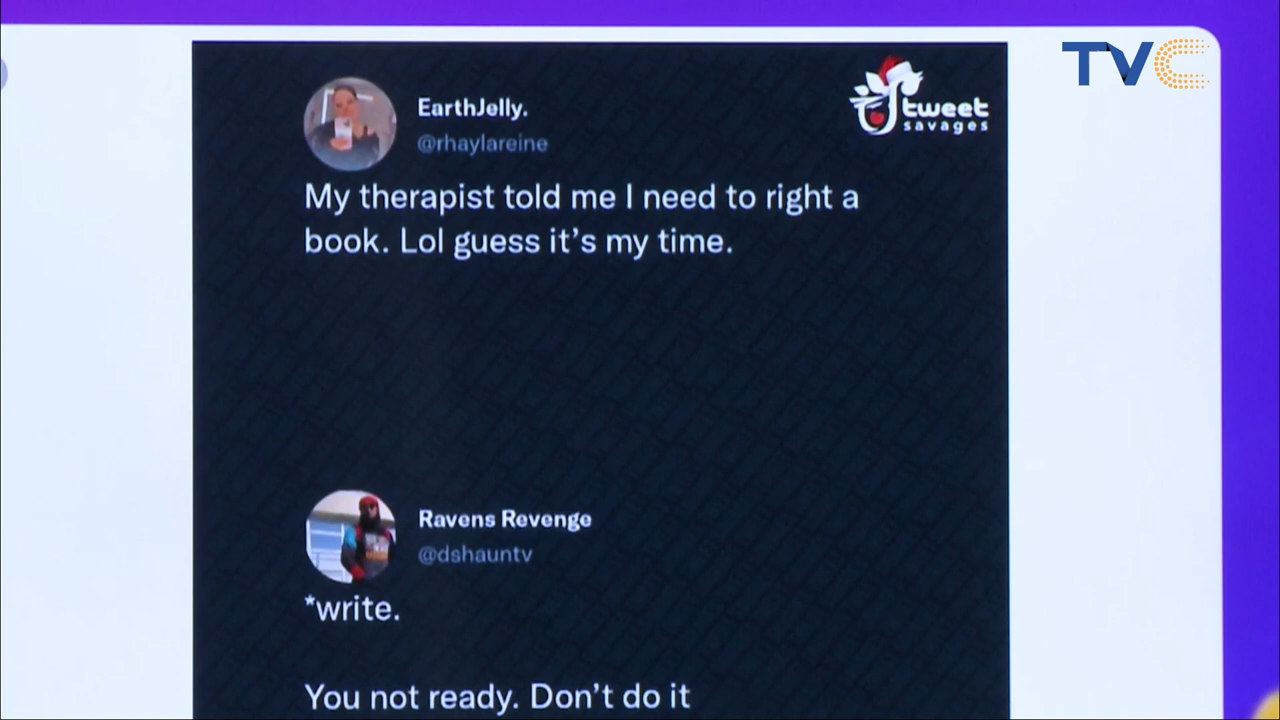 TVC
tweet
savages
EarthJelly.
@rhaylareine
My therapist told me I need to right a
book. Lol guess it’s my time.
Ravens Revenge
@dshauntv
*write.
You not ready. Don’t do it